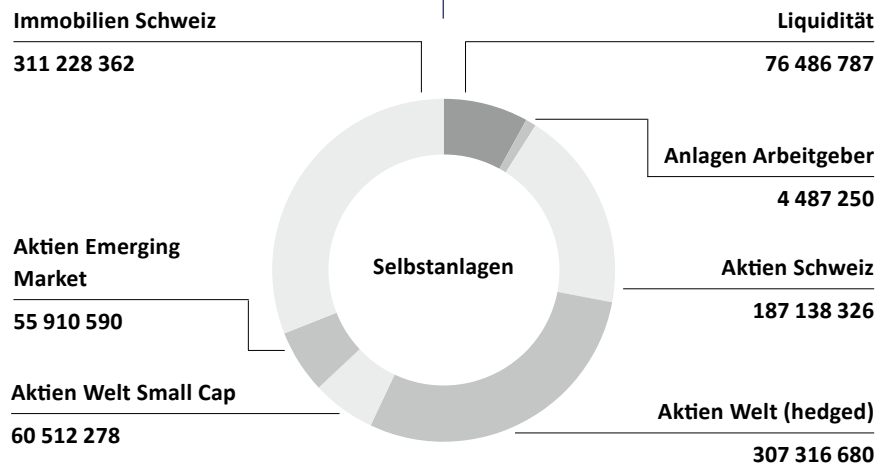 Immobilien Schweiz
311 228 362
Liquidität
76 486 787
Anlagen Arbeitgeber
4 487 250
Aktien Emerging
Market
55 910 590
Selbstanlagen
Aktien Schweiz
187 138 326
Aktien Welt Small Cap
60 512 278
Aktien Welt (hedged)
307 316 680